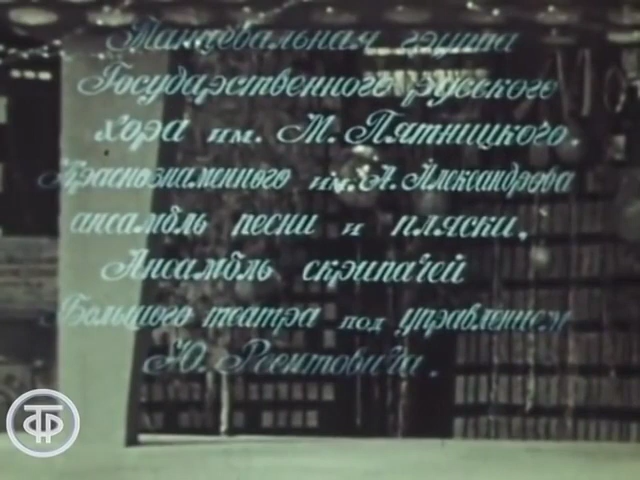 Танцевальная группа
Государственного русского
хора им. М. Пятницкого.
Краснознаменного им. А. Александрова
ансамбль песни и пляски.
Ансамбль скрипачей
Большого театра под управлением
Ю. Реентовича.
ТФ